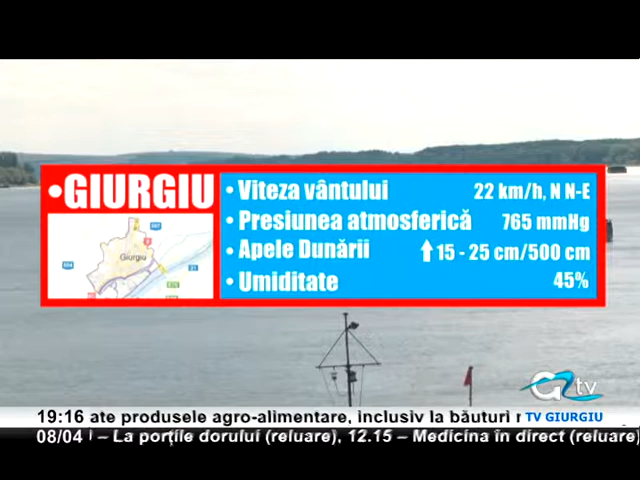 •GIURGIU
Giurgiu
• Viteza vântului 22 km/h, N N-E
• Presiunea atmosferică 765 mmHg
• Apele Dunării ⬆ 15 - 25 cm/500 cm
• Umiditate 45%
G tv
19:16 ate produsele agro-alimentare, inclusiv la băuturi TV GIURGIU
08/04 – La porțile dorului (reluare), 12.15 – Medicina în direct (reluare)